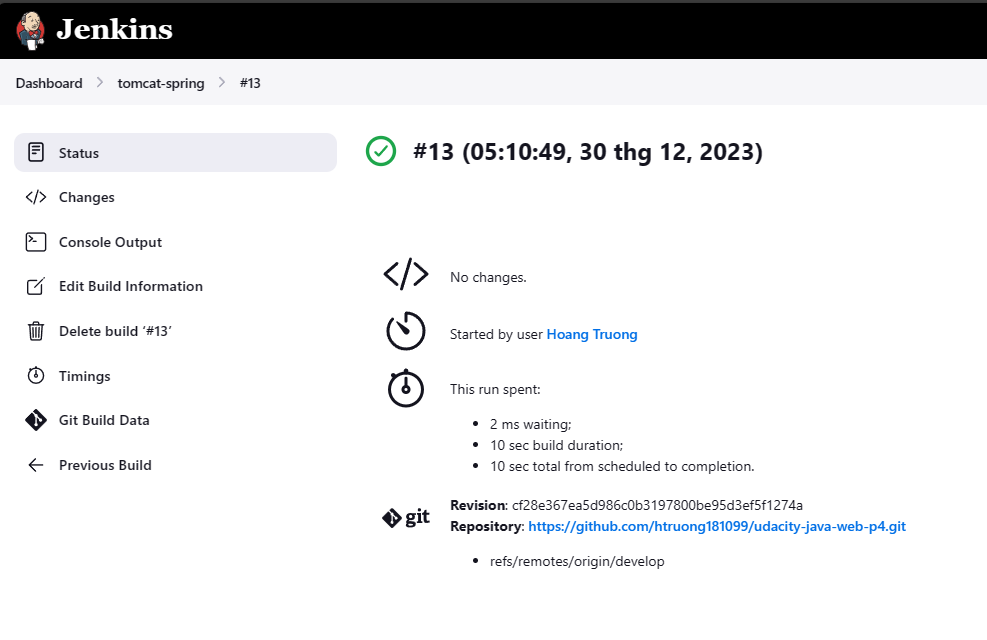 Jenkins
Dashboard
tomcat-spring
#13
Status
Changes
Console Output
Edit Build Information
Delete build ‘#13’
Timings
Git Build Data
Previous Build
#13 (05:10:49, 30 thg 12, 2023)
No changes.
Started by user Hoang Truong
This run spent:
2 ms waiting;
10 sec build duration;
10 sec total from scheduled to completion.
git
Revision: cf28e367ea5d986c0b3197800be95d3ef5f1274a
Repository: https://github.com/htruong181099/udacity-java-web-p4.git
refs/remotes/origin/develop